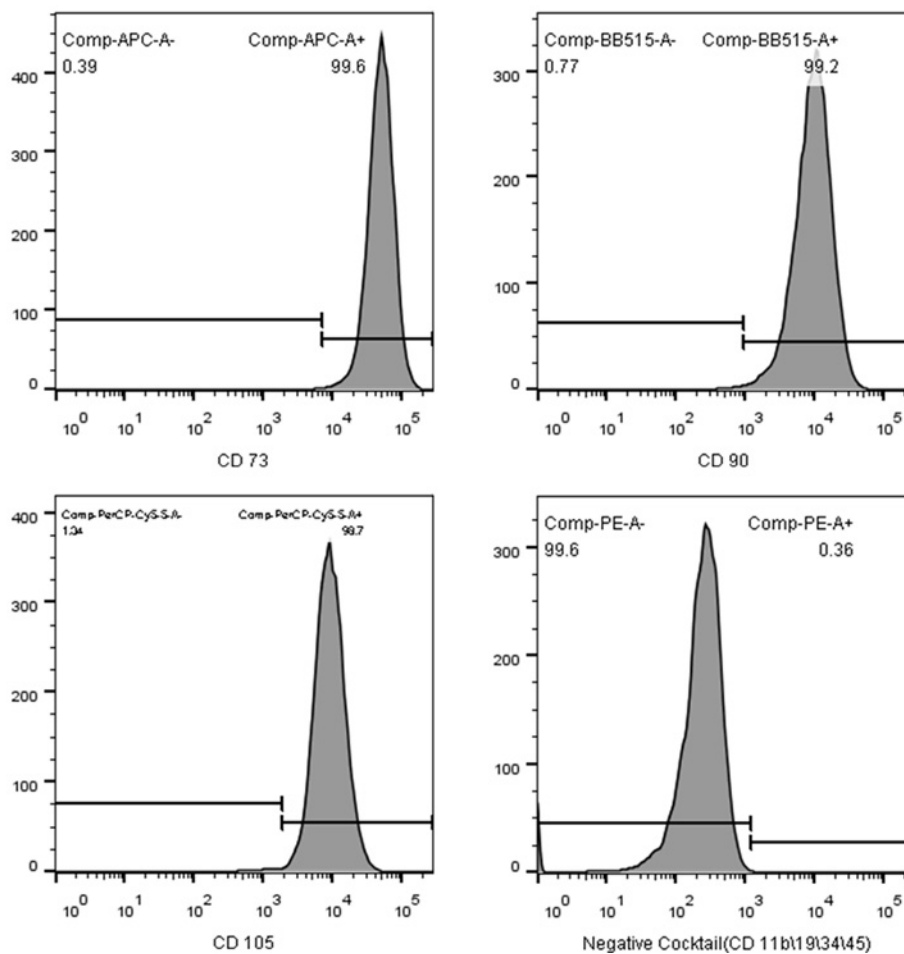 Comp-APC-A- Comp-APC-A+
0.39 99.6
400
300
200
100
0
10^0 10^1 10^2 10^3 10^4 10^5
CD 73
Comp-BB515-A- Comp-BB515-A+
0.77 99.2
300
200
100
0
10^0 10^1 10^2 10^3 10^4 10^5
CD 90
Comp-PerCP-Cy5-5-A- Comp-PerCP-Cy5-5-A+
1.34 98.7
400
300
200
100
0
10^0 10^1 10^2 10^3 10^4 10^5
CD 105
Comp-PE-A- Comp-PE-A+
99.6 0.36
300
200
100
0
10^0 10^1 10^2 10^3 10^4 10^5
Negative Cocktail(CD 11b\19\34\45)